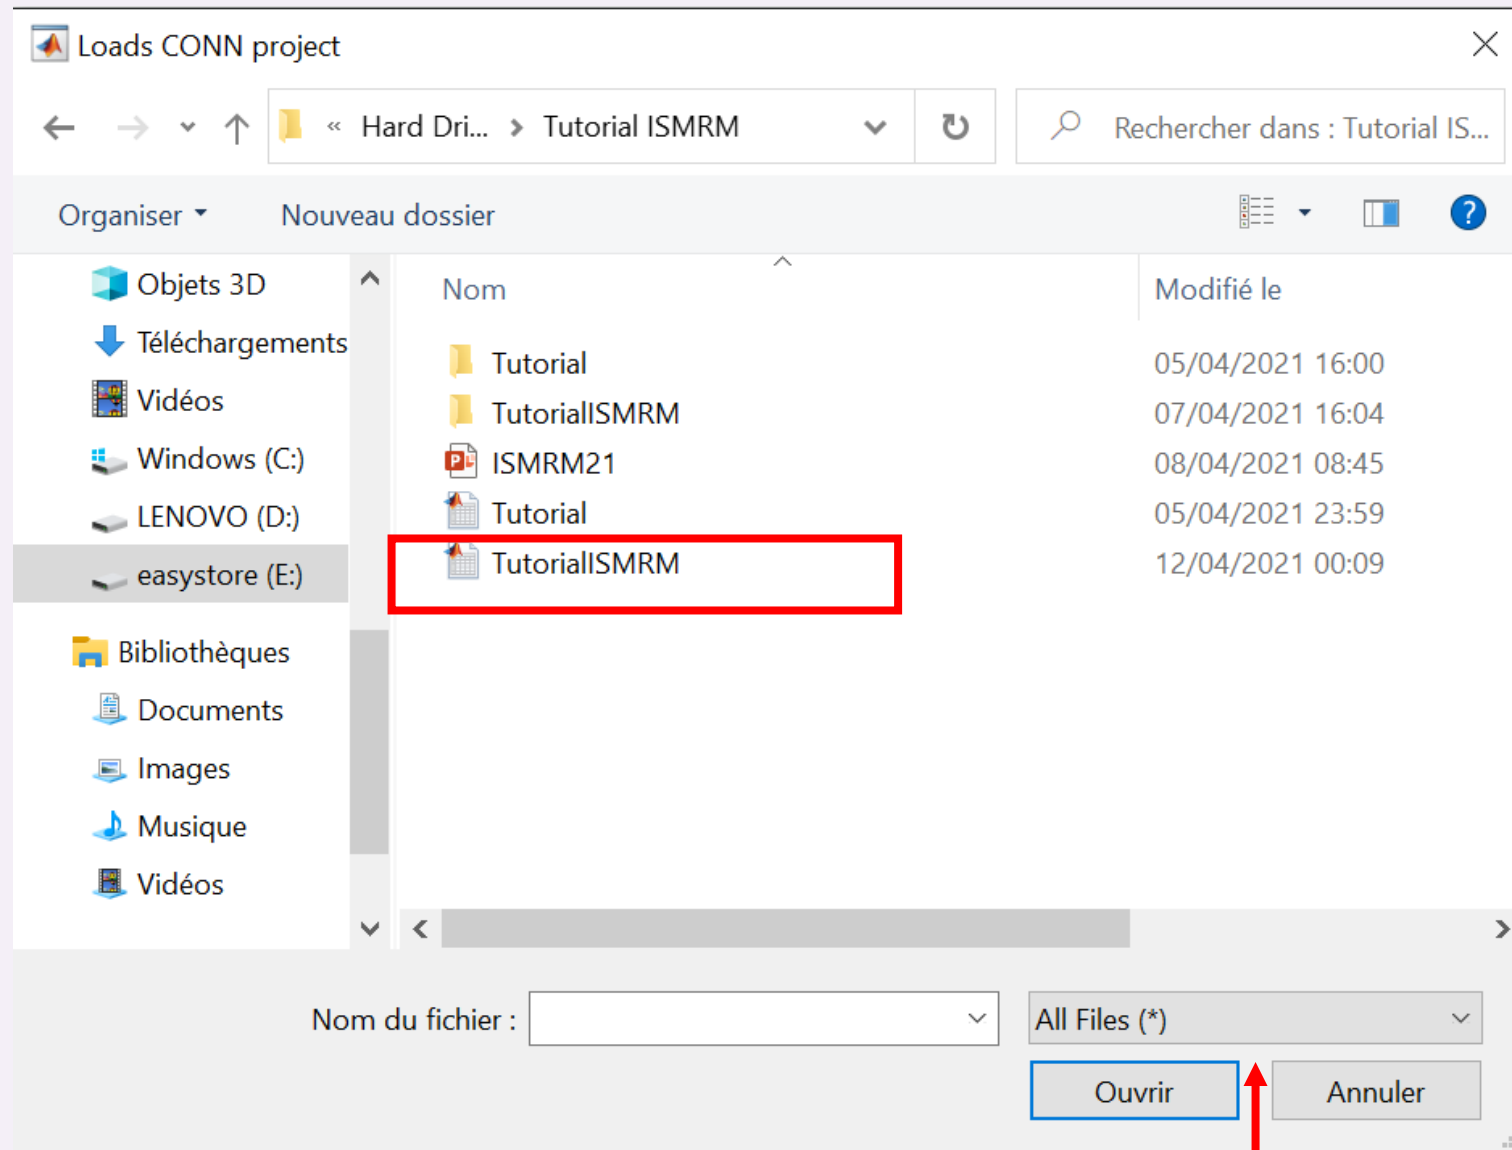 Loads CONN project
« Hard Dri... > Tutorial ISMRM
Rechercher dans : Tutorial IS...
Organiser
Nouveau dossier
?
Objets 3D
Téléchargements
Vidéos
Windows (C:)
LENOVO (D:)
easystore (E:)
Bibliothèques
Documents
Images
Musique
Vidéos
Nom Modifié le
Tutorial 05/04/2021 16:00
TutorialISMRM 07/04/2021 16:04
ISMRM21 08/04/2021 08:45
Tutorial 05/04/2021 23:59
TutorialISMRM 12/04/2021 00:09
Nom du fichier :
All Files (*)
Ouvrir
Annuler